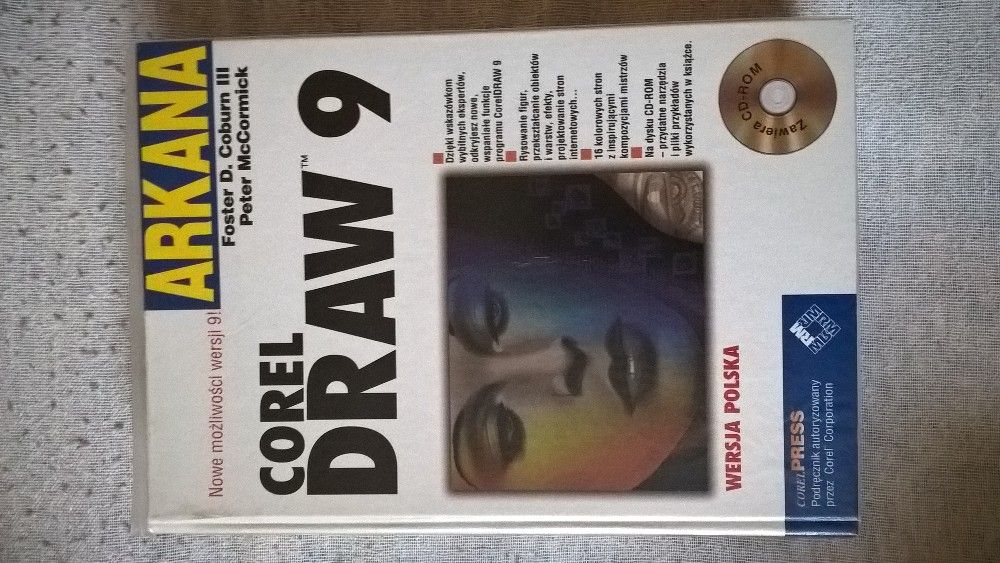 ARKANA
Foster D. Coburn III
Peter McCormick
Nowe możliwości wersji 9!
COREL
DRAW™ 9
Dzięki wskazówkom
wybitnych ekspertów,
odkryjesz nowe,
wspaniałe funkcje
programu CorelDRAW 9
Rysowanie figur,
przekształcanie obiektów
i warstw, efekty,
projektowanie stron
internetowych...
16 kolorowych stron
z inspirującymi
kompozycjami mistrzów
Na dysku CD-ROM
– przydatne narzędzia
i pliki przykładów
wykorzystanych w książce.
Zawiera CD-ROM
WERSJA POLSKA
COREL PRESS
Podręcznik autoryzowany
przez Corel Corporation